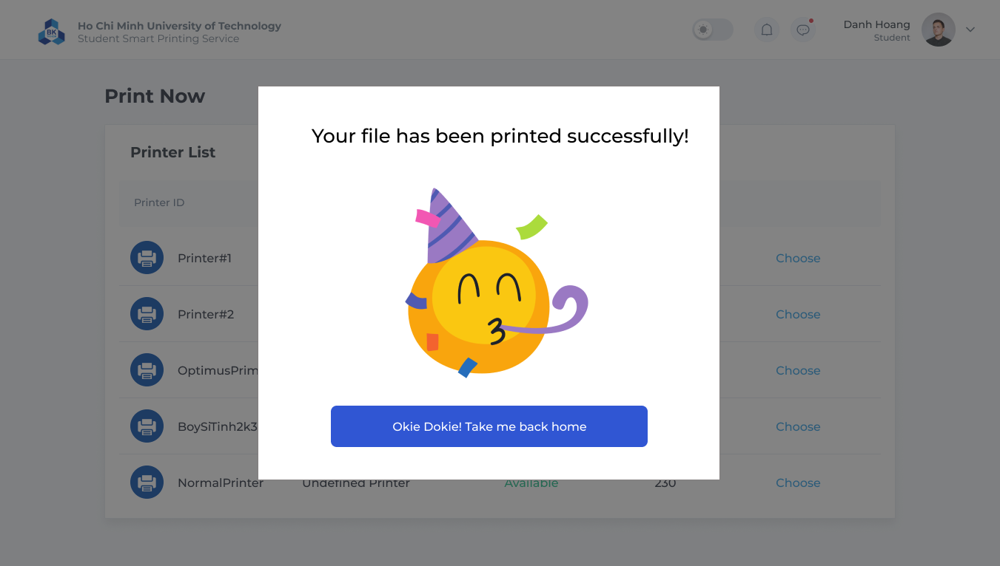 BK
Ho Chi Minh University of Technology
Student Smart Printing Service
Danh Hoang
Student
Print Now
Your file has been printed successfully!
Printer List
Printer ID
Printer#1
Choose
Printer#2
Choose
OptimusPrim
Choose
BoySiTinh2k3
Choose
Okie Dokie! Take me back home
NormalPrinter Undefined Printer Available 230 Choose